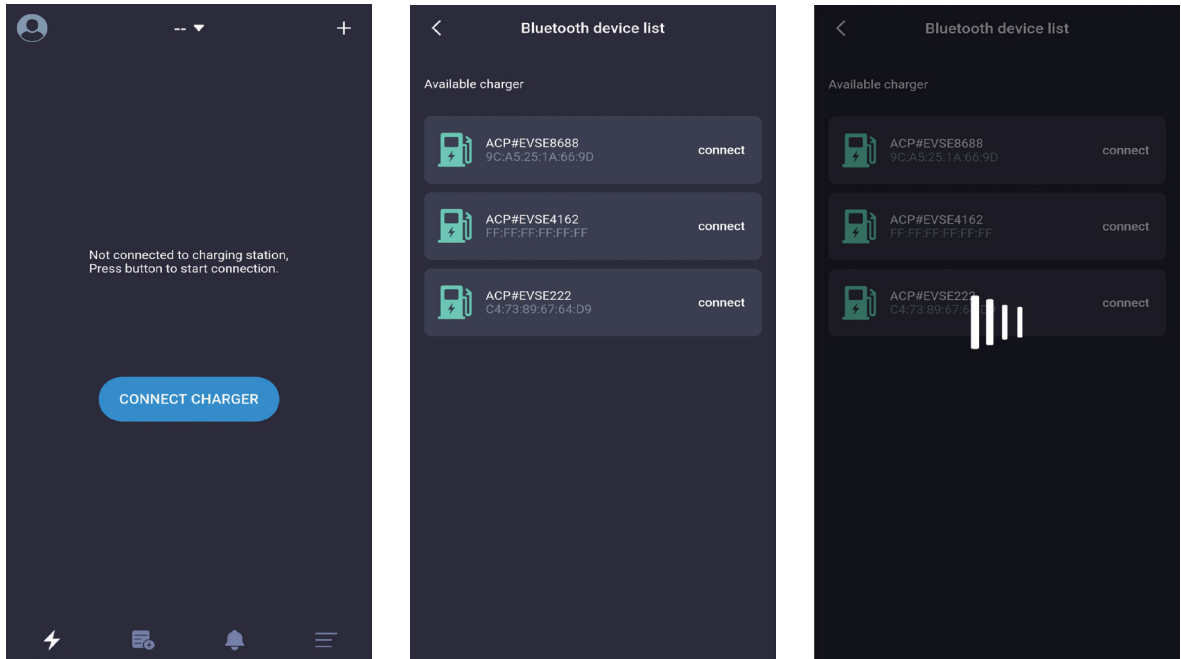 --
Not connected to charging station,
Press button to start connection.
CONNECT CHARGER
Bluetooth device list
Available charger
ACP#EVSE8688
9C:A5:25:1A:66:9D
connect
ACP#EVSE4162
FF:FF:FF:FF:FF:FF
connect
ACP#EVSE222
C4:73:89:67:64:D9
connect
Bluetooth device list
Available charger
ACP#EVSE8688
9C:A5:25:1A:66:9D
connect
ACP#EVSE4162
FF:FF:FF:FF:FF:FF
connect
ACP#EVSE222
connect